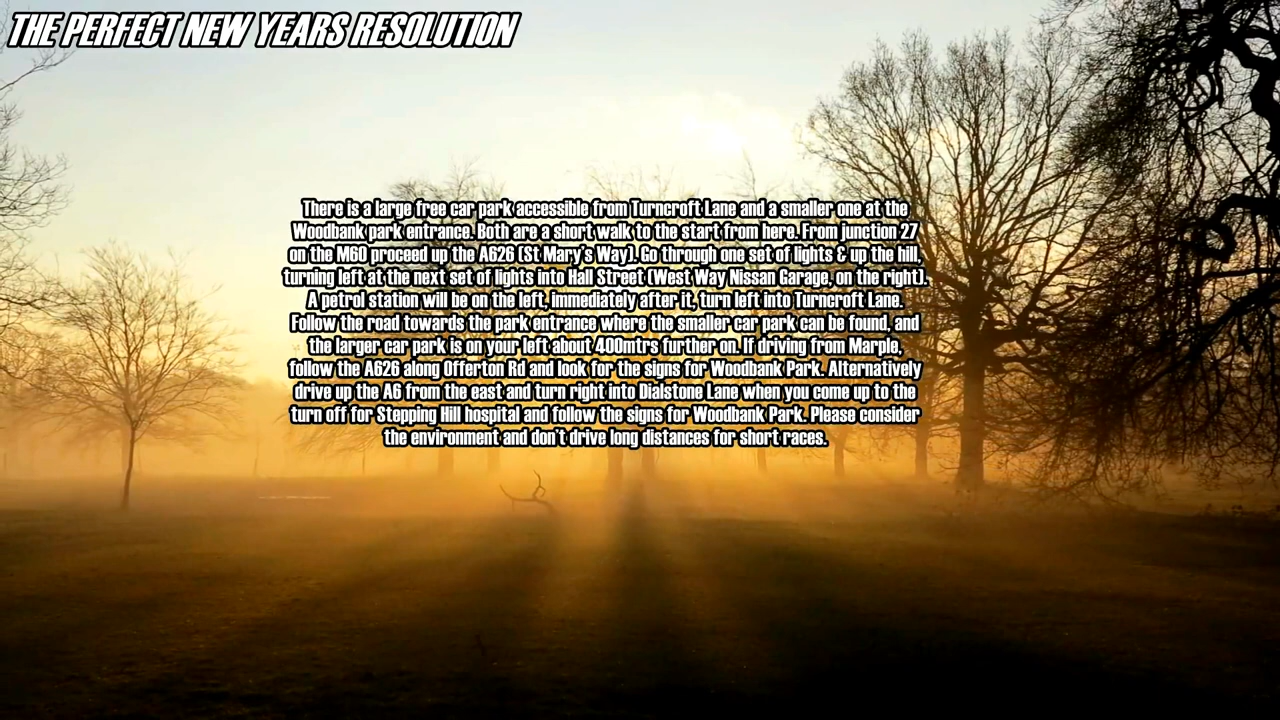 THE PERFECT NEW YEARS RESOLUTION
There is a large free car park accessible from Turncroft Lane and a smaller one at the
Woodbank park entrance. Both are a short walk to the start from here. From junction 27
on the M60 proceed up the A626 (St Mary's Way). Go through one set of lights & up the hill,
turning left at the next set of lights into Hall Street (West Way Nissan Garage, on the right).
A petrol station will be on the left, immediately after it, turn left into Turncroft Lane.
Follow the road towards the park entrance where the smaller car park can be found, and
the larger car park is on your left about 400mtrs further on. If driving from Marple,
follow the A626 along Offerton Rd and look for the signs for Woodbank Park. Alternatively
drive up the A6 from the east and turn right into Dialstone Lane when you come up to the
turn off for Stepping Hill hospital and follow the signs for Woodbank Park. Please consider
the environment and don't drive long distances for short races.